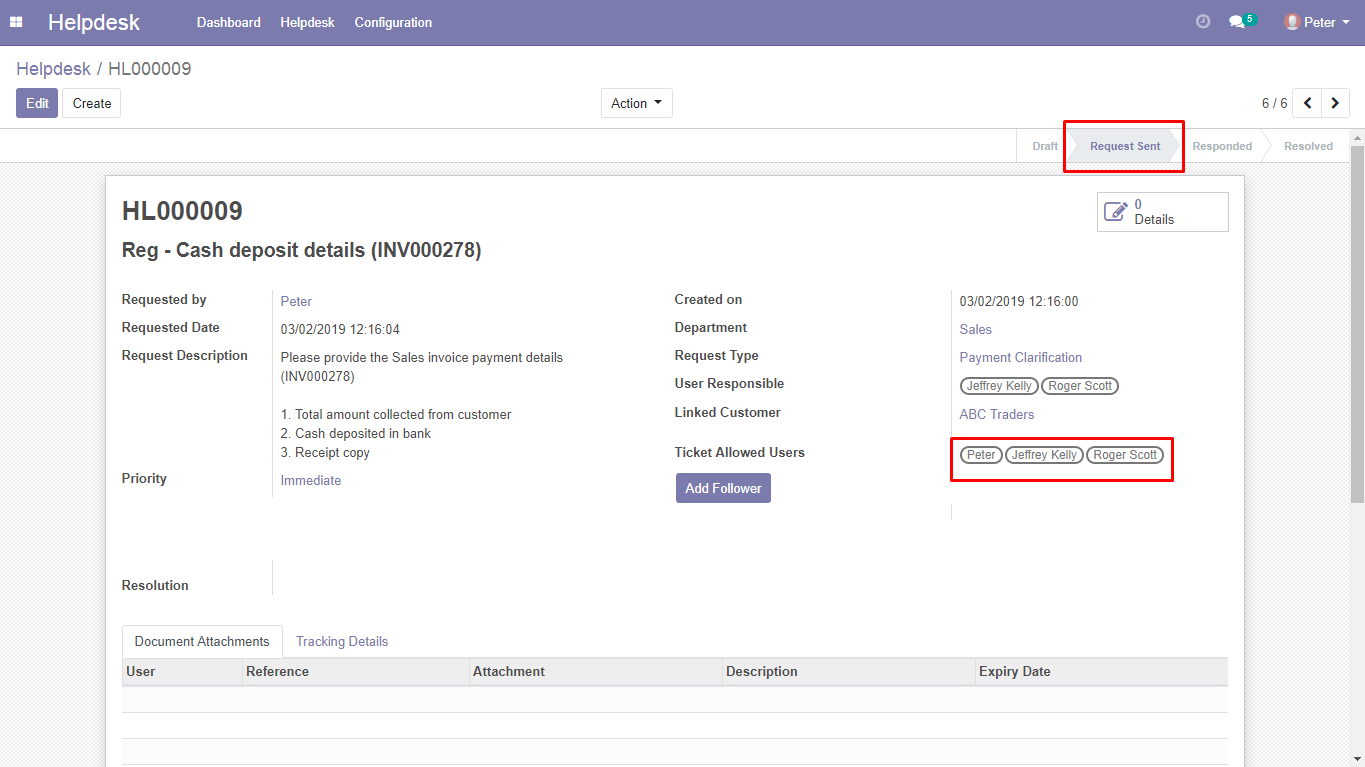 Helpdesk Dashboard Helpdesk Configuration 5 Peter
Helpdesk / HL000009
Edit Create Action 6 / 6
Draft Request Sent Responded Resolved
HL000009
0
Details
Reg - Cash deposit details (INV000278)
Requested by Peter
Requested Date 03/02/2019 12:16:04
Request Description Please provide the Sales invoice payment details
(INV000278)
1. Total amount collected from customer
2. Cash deposited in bank
3. Receipt copy
Priority Immediate
Created on 03/02/2019 12:16:00
Department Sales
Request Type Payment Clarification
User Responsible Jeffrey Kelly Roger Scott
Linked Customer ABC Traders
Ticket Allowed Users Peter Jeffrey Kelly Roger Scott
Add Follower
Resolution
Document Attachments Tracking Details
User Reference Attachment Description Expiry Date